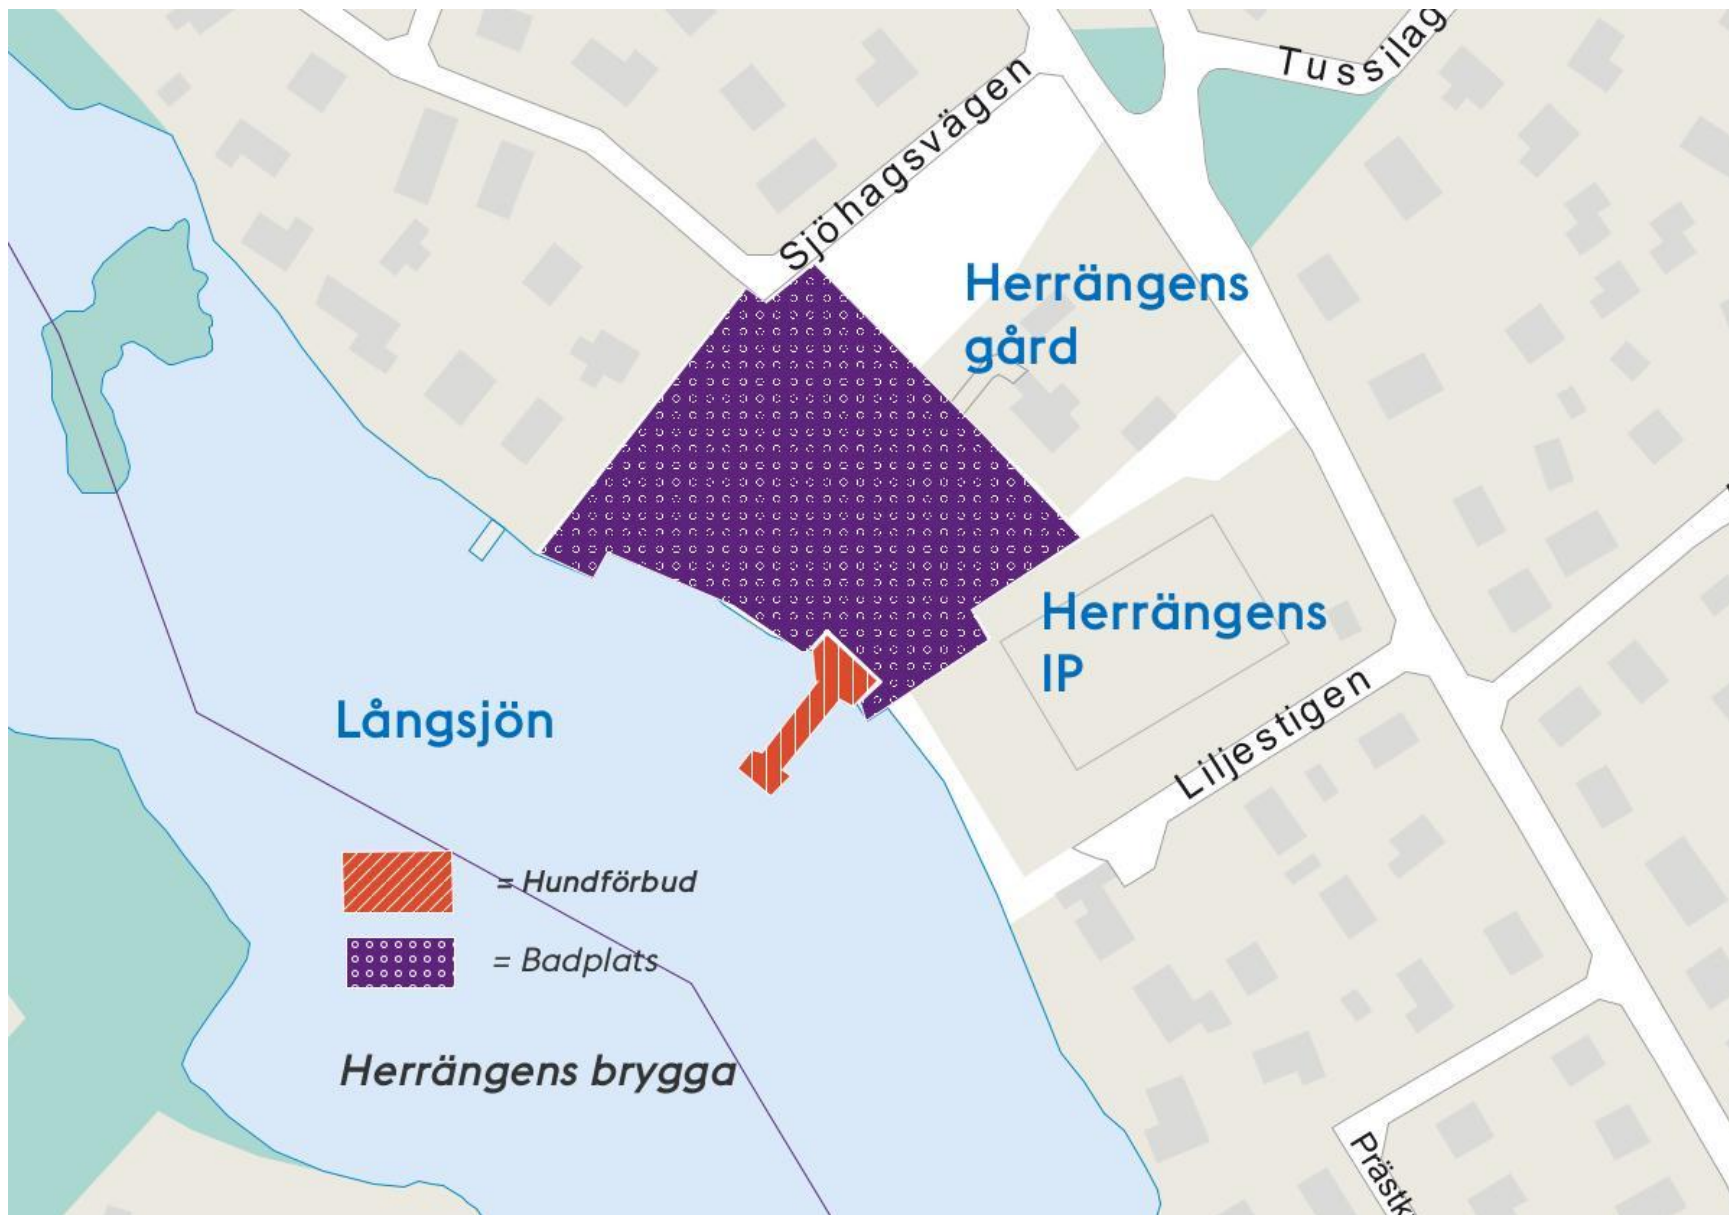 Tussilag
Sjöhagsvägen
Herrängens
gård
Herrängens
IP
Långsjön
Liljestigen
= Hundförbud
= Badplats
Herrängens brygga
Prästk